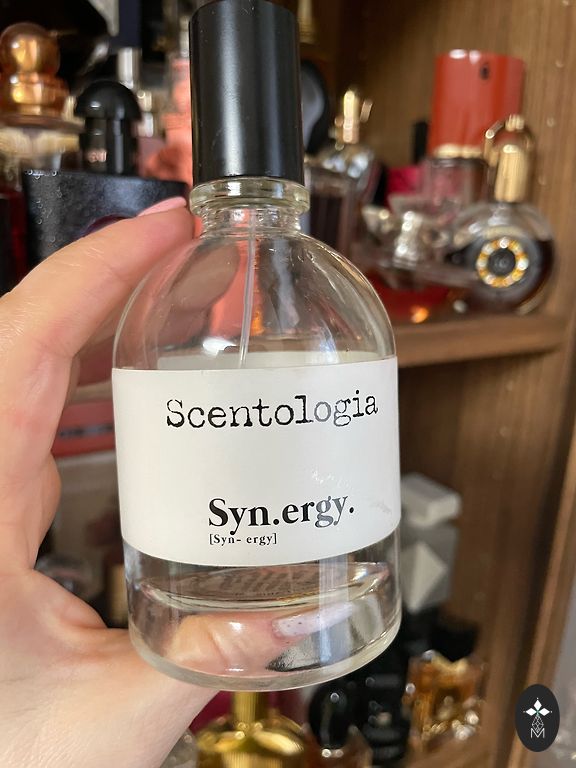 Scentologia
Syn.ergy.
[Syn- ergy]